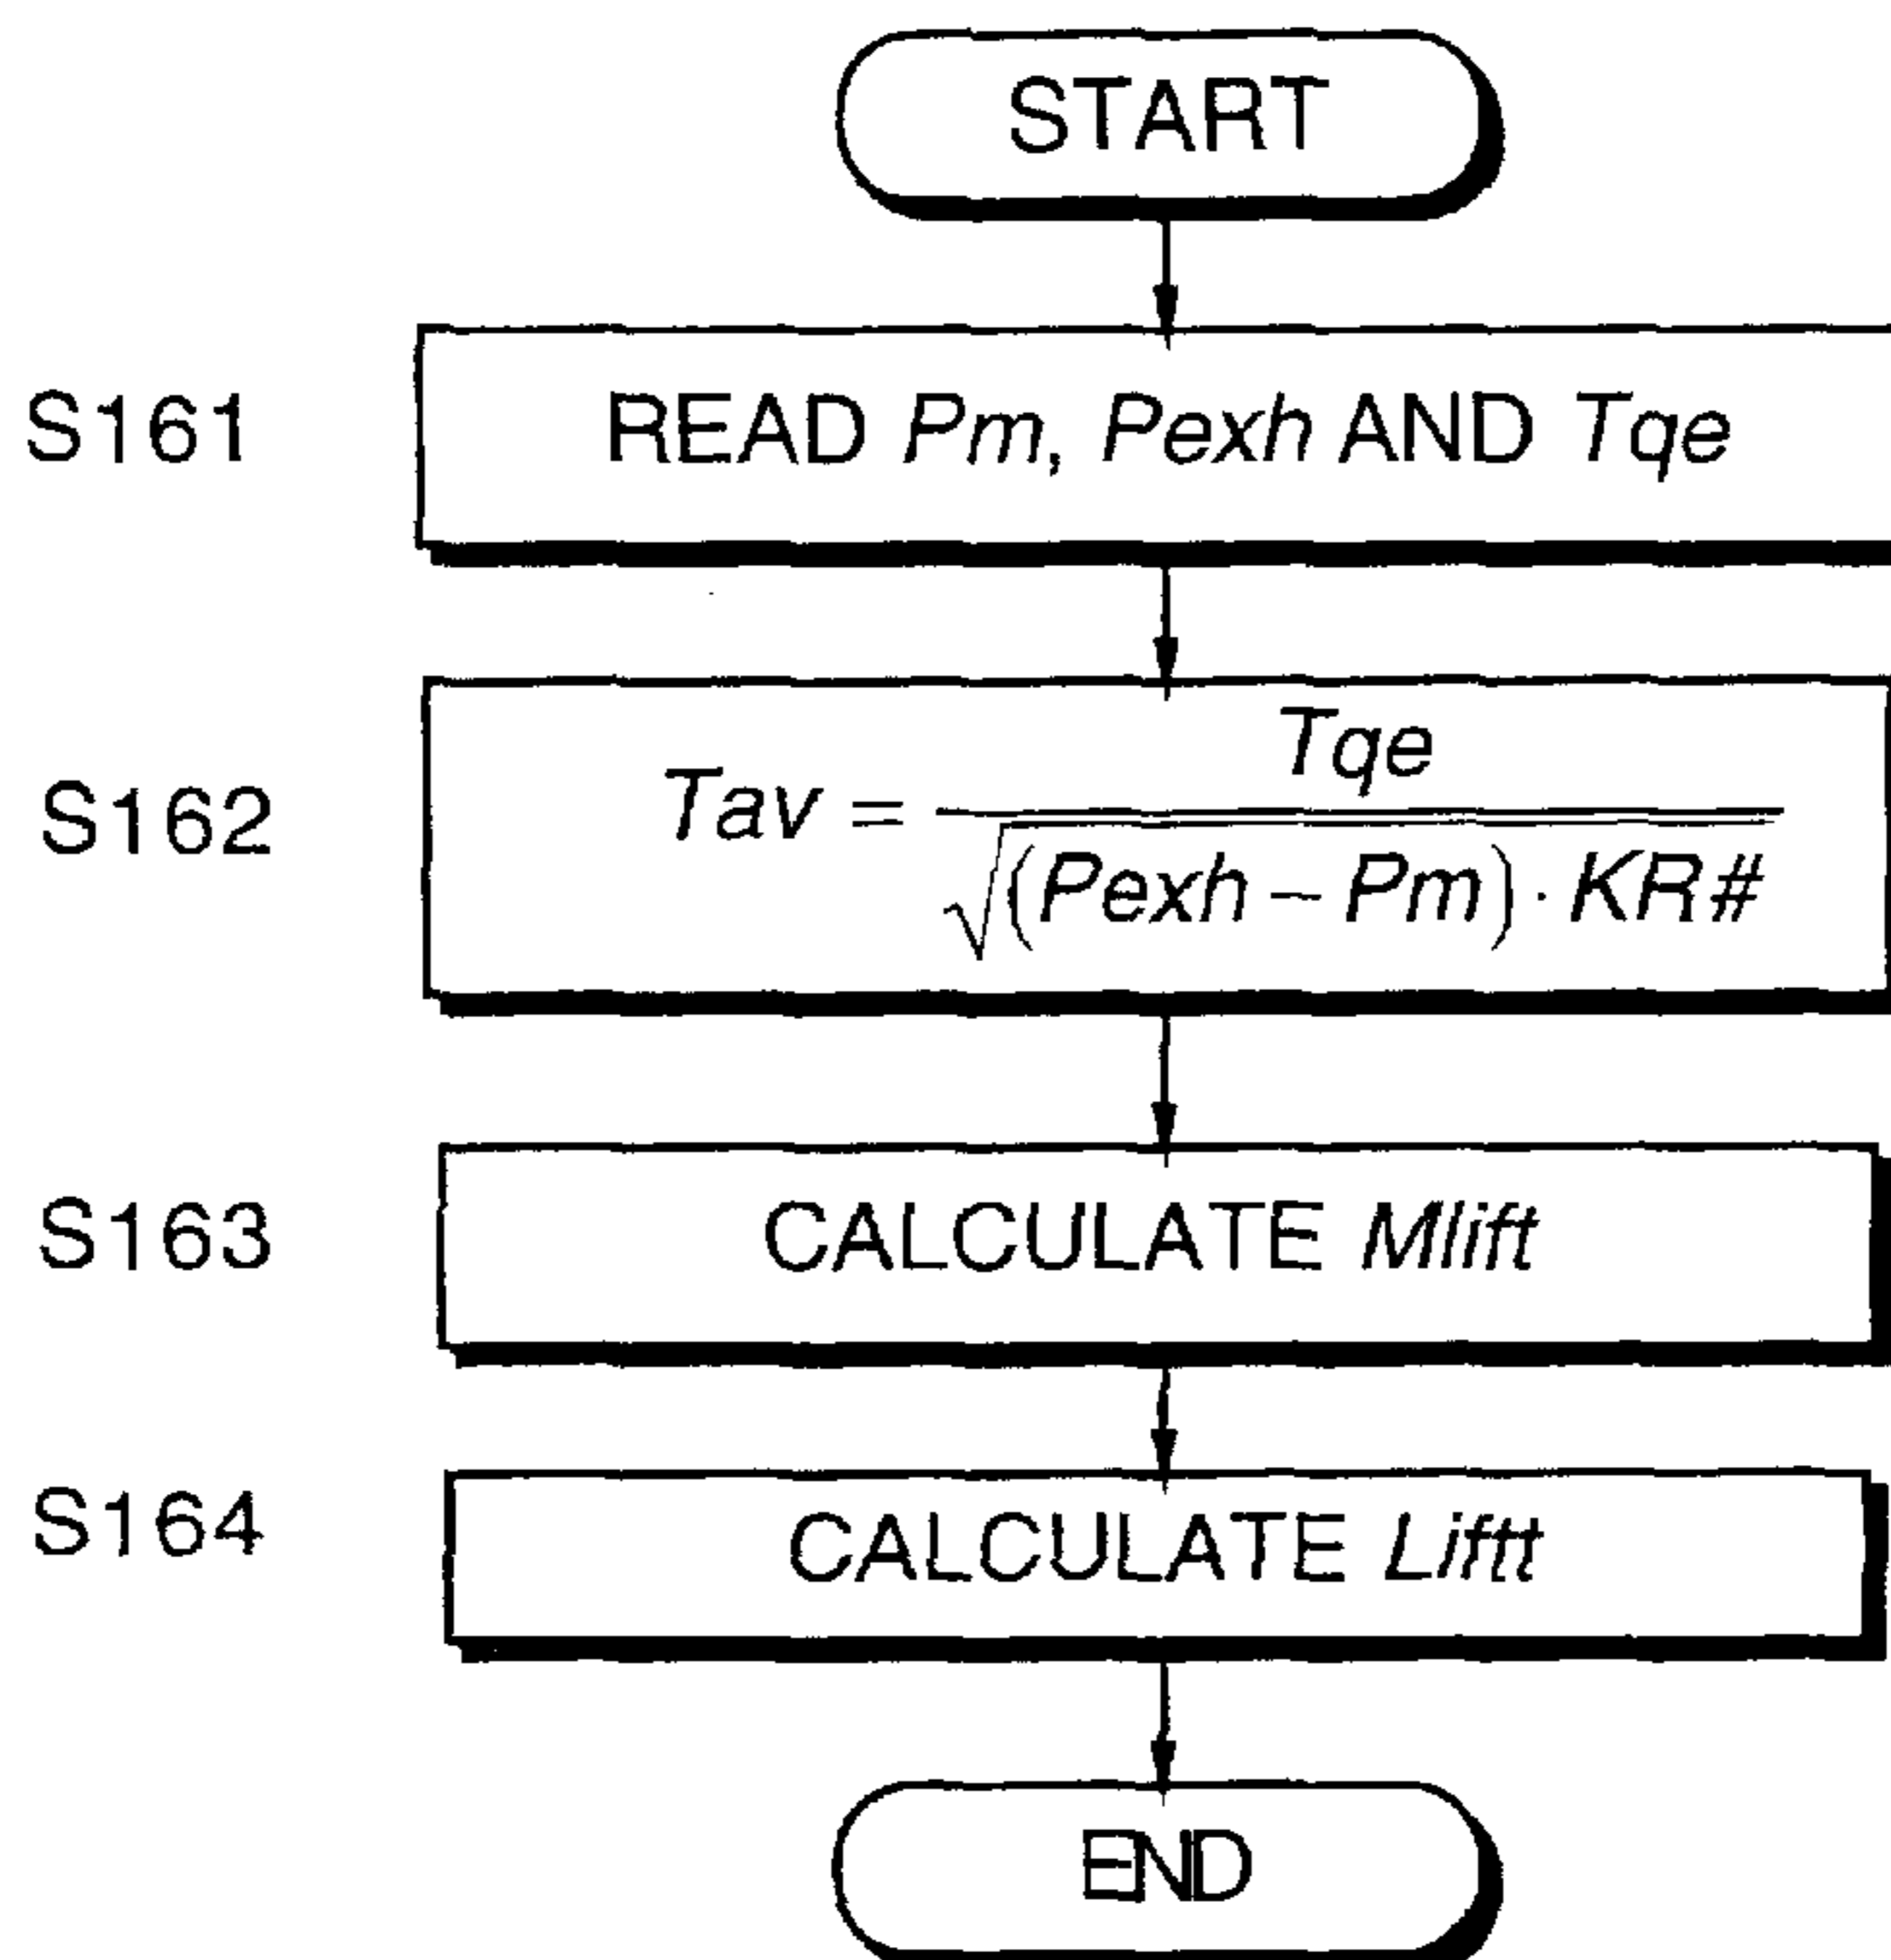 START
S161 READ Pm, Pexh AND Tqe
S162 Tav = Tqe / √(Pexh – Pm) · KR#
S163 CALCULATE Mlift
S164 CALCULATE Lifft
END